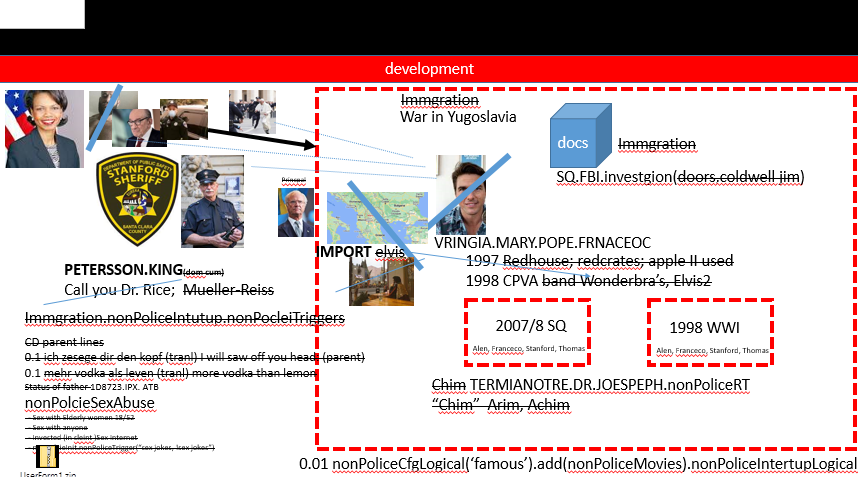 development
Immgration
War in Yugoslavia
docs
Immgration
SQ.FBI.investgion(doors,coldwell jim)
DEPARTMENT OF PUBLIC SAFETY
STANFORD
SHERIFF
SANTA CLARA
COUNTY
Principal
IMPORT elvis
VRINGIA.MARY.POPE.FRNACEOC
1997 Redhouse; redcrates; apple II used
1998 CPVA band Wonderbra's, Elvis2
PETERSSON.KING(dom.cum)
Call you Dr. Rice; Mueller-Reiss
Immgration.nonPoliceIntutup.nonPocleiTriggers
2007/8 SQ
Alen, Franceco, Stanford, Thomas
1998 WWI
Alen, Franceco, Stanford, Thomas
CD parent lines
0.1 ich zesege dir den kopf (tranl) I will saw off you head (parent)
0.1 mehr vodka als leven (tranl) more vodka than lemon
Status of father 1D8723.IPX. ATB
nonPolcieSexAbuse
– Sex with Elderly women 18/52
– Sex with anyone
– Invested (in cleint )Sex Internet
nonPoliceTrigger("sex jokes, !sex jokes")
Chim TERMIANOTRE.DR.JOESPEPH.nonPoliceRT
"Chim" Arim, Achim
UserForm1.zip
0.01 nonPoliceCfgLogical('famous').add(nonPoliceMovies).nonPoliceIntertupLogical